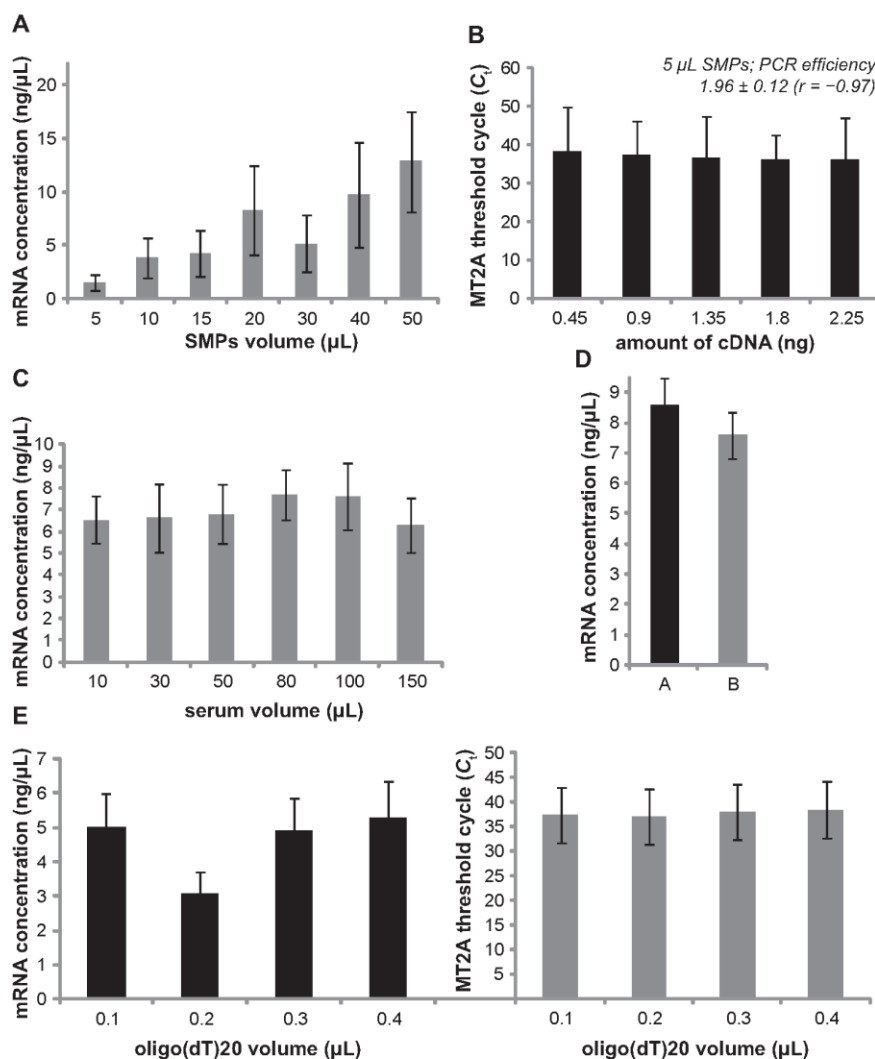 A
mRNA concentration (ng/µL)
20
15
10
5
0
5 10 15 20 30 40 50
SMPs volume (µL)
B
MT2A threshold cycle (Ct)
60
50
40
30
20
10
0
5 µL SMPs; PCR efficiency
1.96 ± 0.12 (r = −0.97)
0.45 0.9 1.35 1.8 2.25
amount of cDNA (ng)
C
mRNA concentration (ng/µL)
10
9
8
7
6
5
4
3
2
1
0
10 30 50 80 100 150
serum volume (µL)
D
mRNA concentration (ng/µL)
9
8
7
6
5
4
3
2
1
0
A B
E
mRNA concentration (ng/µL)
7
6
5
4
3
2
1
0
0.1 0.2 0.3 0.4
oligo(dT)20 volume (µL)
MT2A threshold cycle (Ct)
50
45
40
35
30
25
20
15
10
5
0.1 0.2 0.3 0.4
oligo(dT)20 volume (µL)